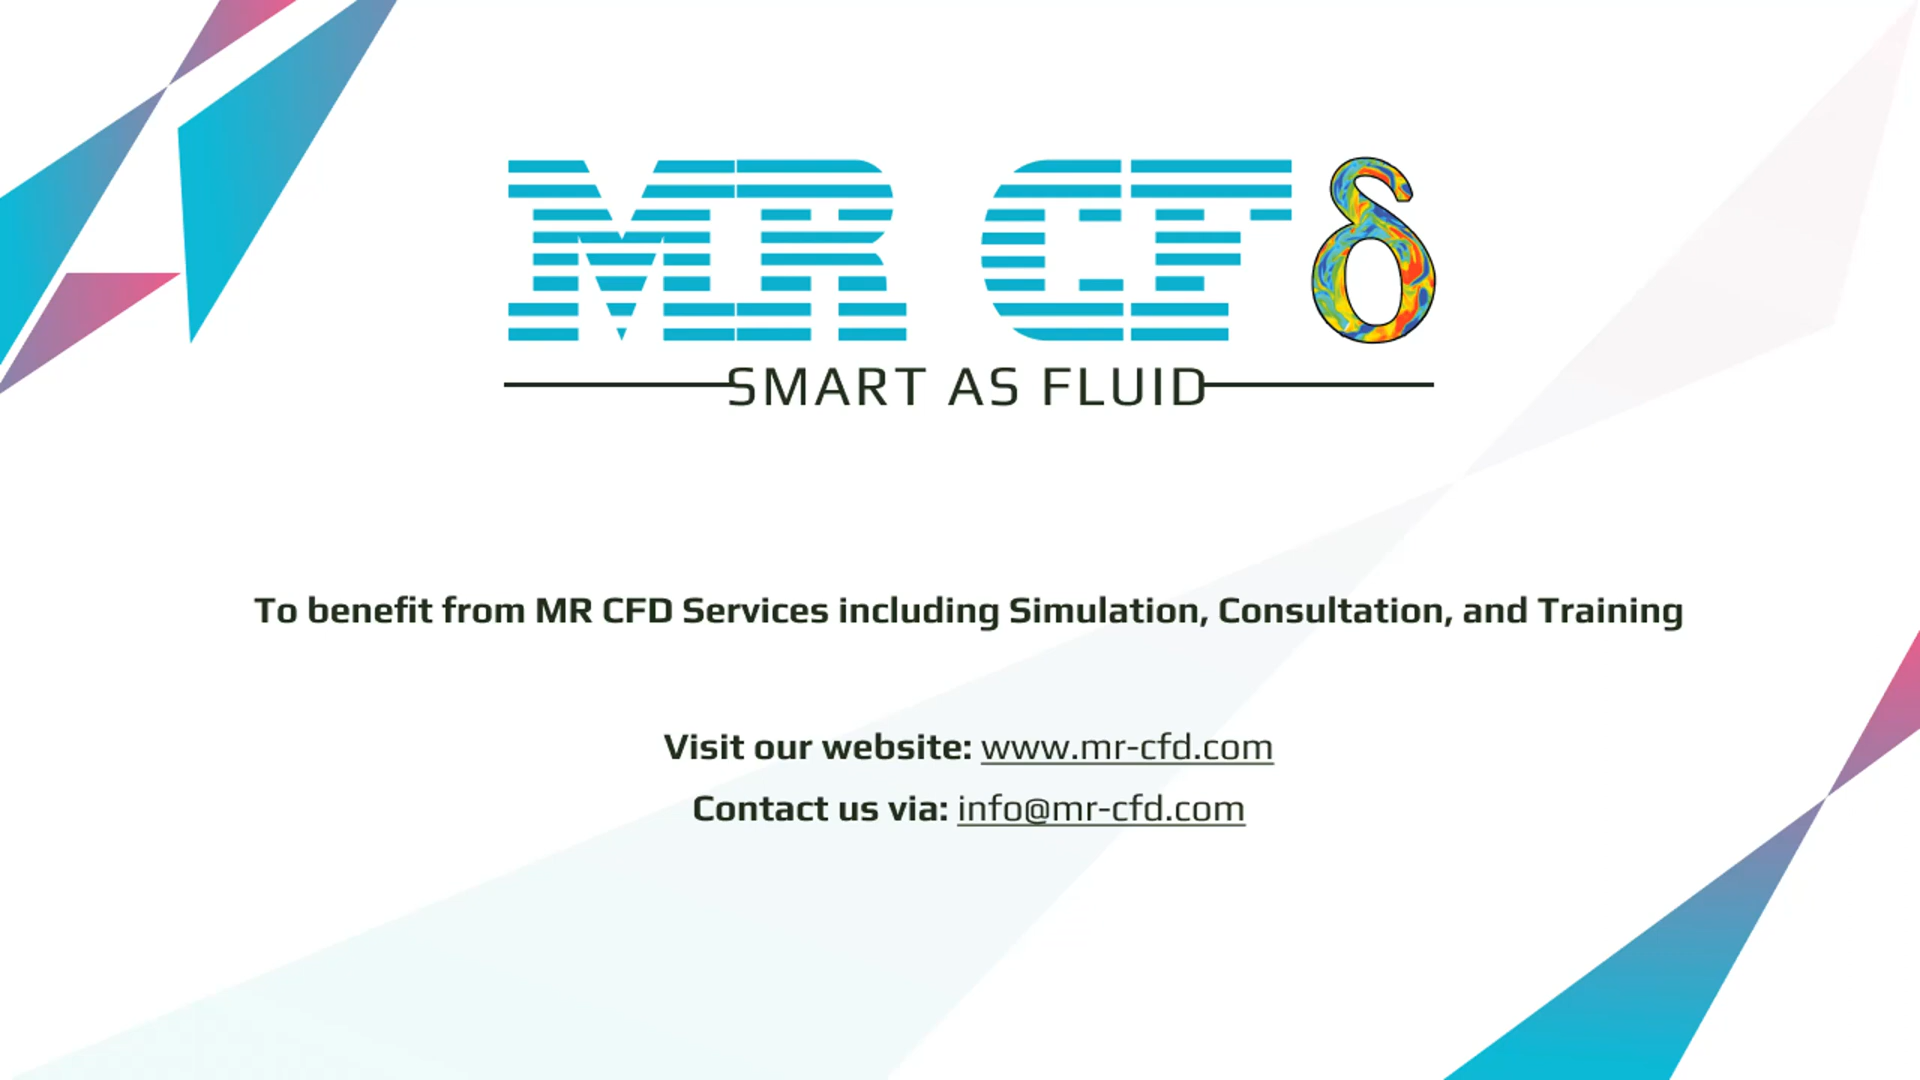 MR CFδ
SMART AS FLUID
To benefit from MR CFD Services including Simulation, Consultation, and Training
Visit our website: www.mr-cfd.com
Contact us via: info@mr-cfd.com